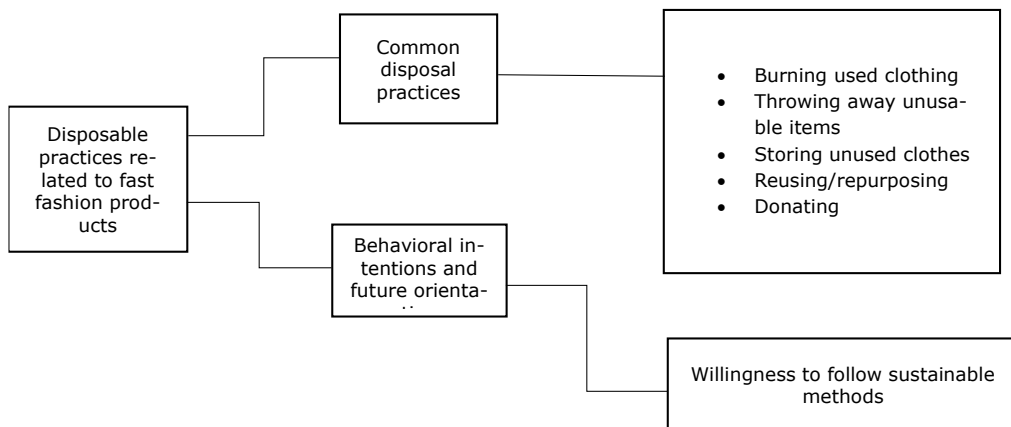 Disposable
practices re-
lated to fast
fashion prod-
ucts
Common
disposal
practices
• Burning used clothing
• Throwing away unusa-
ble items
• Storing unused clothes
• Reusing/repurposing
• Donating
Behavioral in-
tentions and
future orienta-
Willingness to follow sustainable
methods